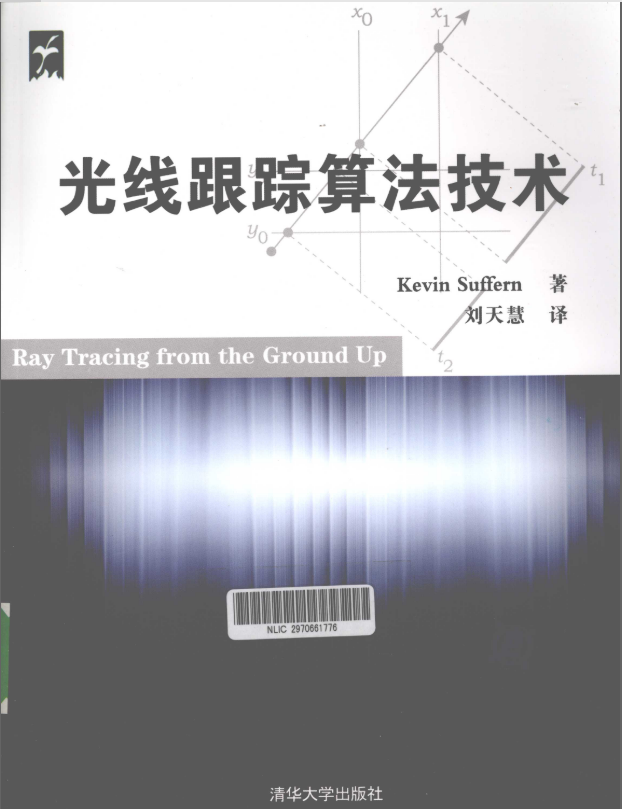 x0 x1
光线跟踪算法技术
t1
y0
Kevin Suffern 著
刘天慧 译
Ray Tracing from the Ground Up
t2
NLIC 2970661776
清华大学出版社